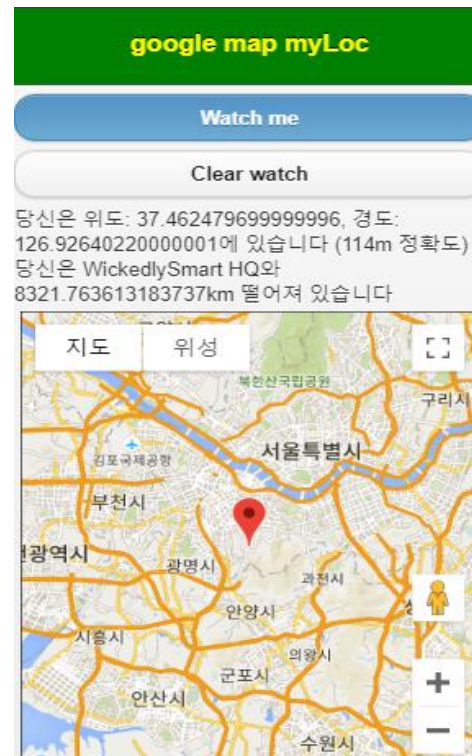 google map myLoc
Watch me
Clear watch
당신은 위도: 37.462479699999996, 경도:
126.92640220000001에 있습니다 (114m 정확도)
당신은 WickedlySmart HQ와
8321.763613183737km 떨어져 있습니다
지도
위성
북한산국립공원
구리시
김포국제공항
서울특별시
부천시
광역시
광명시
과천시
안양시
시흥시
의왕시
군포시
안산시
수원시
+
−